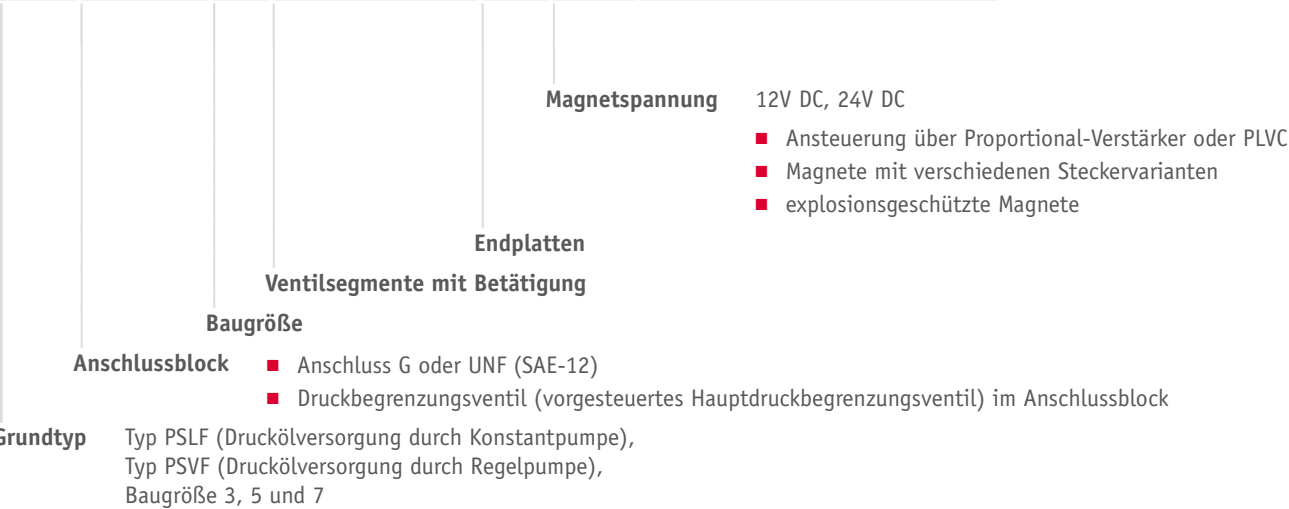 Magnetspannung 12V DC, 24V DC
■ Ansteuerung über Proportional-Verstärker oder PLVC
■ Magnete mit verschiedenen Steckervarianten
■ explosionsgeschützte Magnete
Endplatten
Ventilsegmente mit Betätigung
Baugröße
Anschlussblock ■ Anschluss G oder UNF (SAE-12)
■ Druckbegrenzungsventil (vorgesteuertes Hauptdruckbegrenzungsventil) im Anschlussblock
Grundtyp Typ PSLF (Druckölversorgung durch Konstantpumpe),
Typ PSVF (Druckölversorgung durch Regelpumpe),
Baugröße 3, 5 und 7